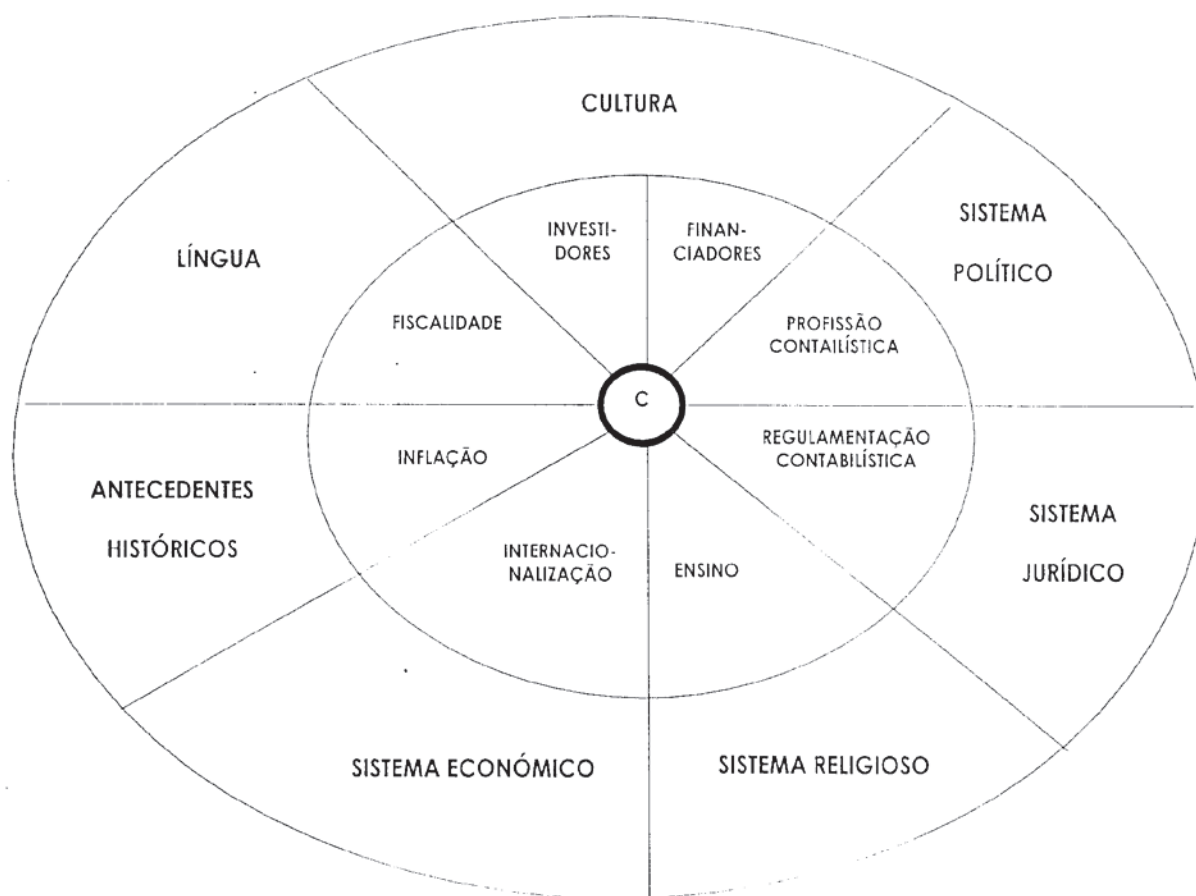 CULTURA
SISTEMA
POLÍTICO
LÍNGUA
INVESTI-
DORES
FINAN-
CIADORES
FISCALIDADE
PROFISSÃO
CONTAILÍSTICA
C
INFLAÇÃO
REGULAMENTAÇÃO
CONTABILÍSTICA
ANTECEDENTES
HISTÓRICOS
SISTEMA
JURÍDICO
INTERNACIO-
NALIZAÇÃO
ENSINO
SISTEMA ECONÓMICO
SISTEMA RELIGIOSO